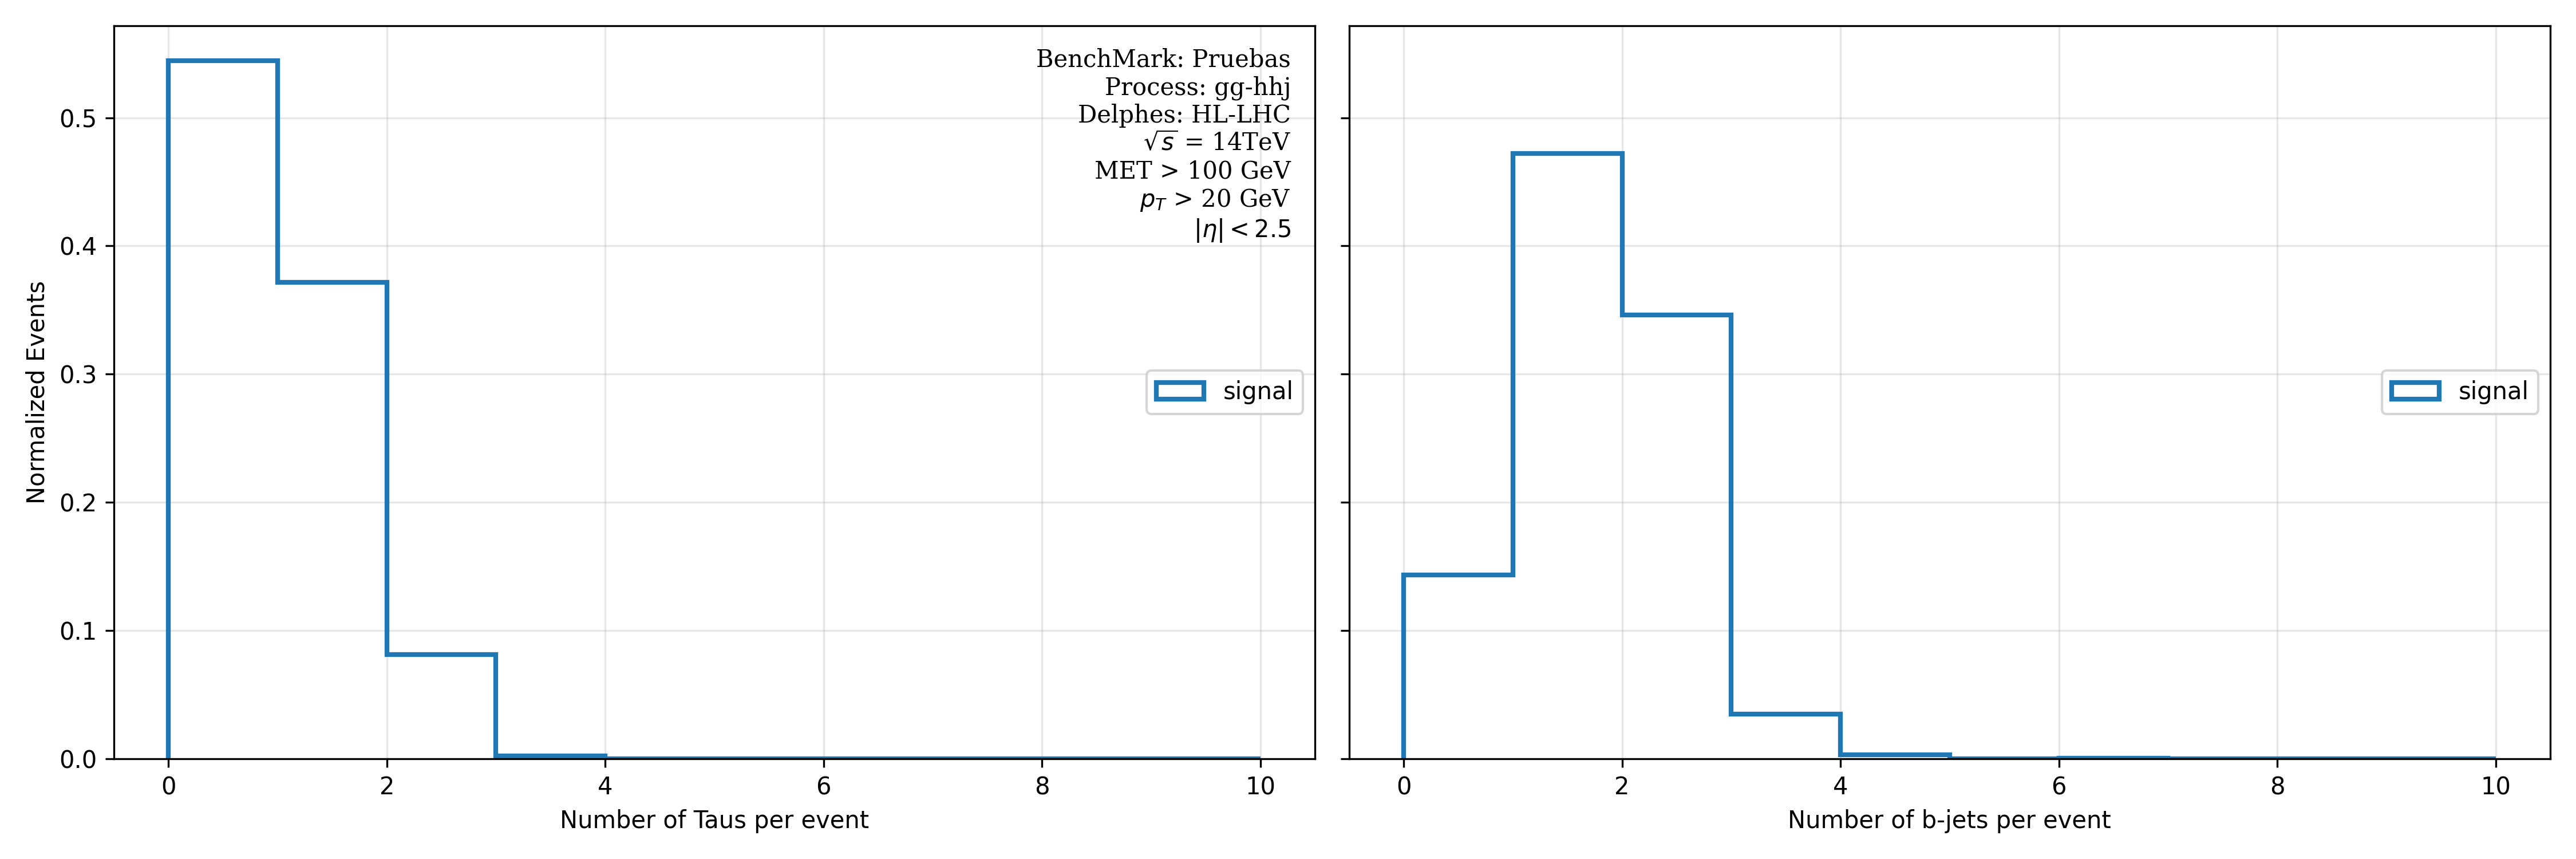 BenchMark: Pruebas
Process: gg-hhj
Delphes: HL-LHC
√s = 14TeV
MET > 100 GeV
p_T > 20 GeV
|η| < 2.5
signal
Normalized Events
0.5
0.4
0.3
0.2
0.1
0.0
0 2 4 6 8 10
Number of Taus per event
signal
0 2 4 6 8 10
Number of b-jets per event